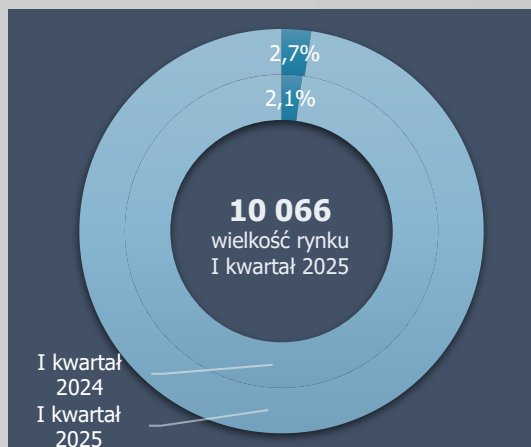 2,7%
2,1%
10 066
wielkość rynku
I kwartał 2025
I kwartał
2024
I kwartał
2025